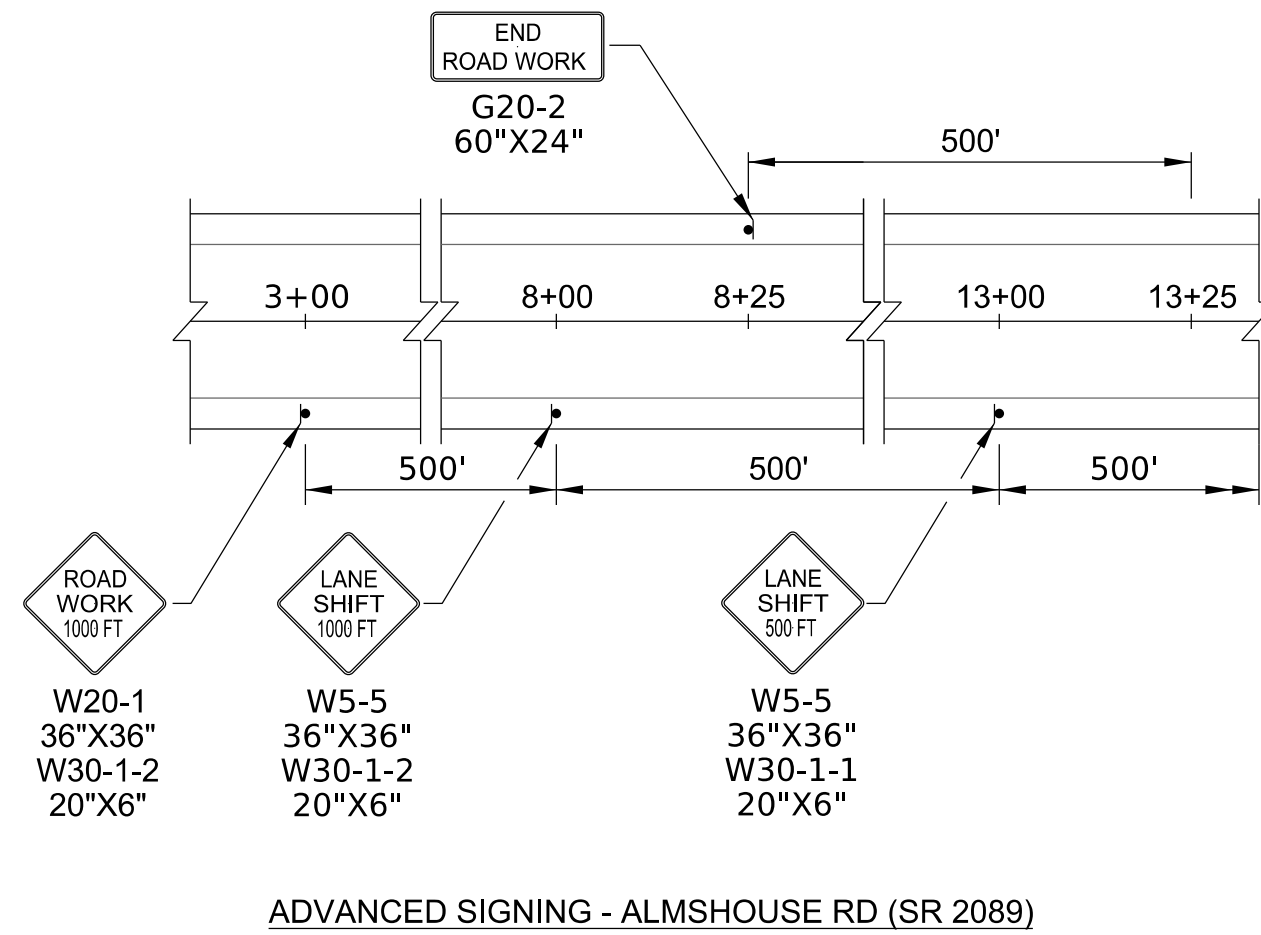 END
ROAD WORK
G20-2
60"X24"
500'
3+00
8+00
8+25
13+00
13+25
500'
500'
500'
ROAD
WORK
1000 FT
W20-1
36"X36"
W30-1-2
20"X6"
LANE
SHIFT
1000 FT
W5-5
36"X36"
W30-1-2
20"X6"
LANE
SHIFT
500 FT
W5-5
36"X36"
W30-1-1
20"X6"
ADVANCED SIGNING - ALMSHOUSE RD (SR 2089)